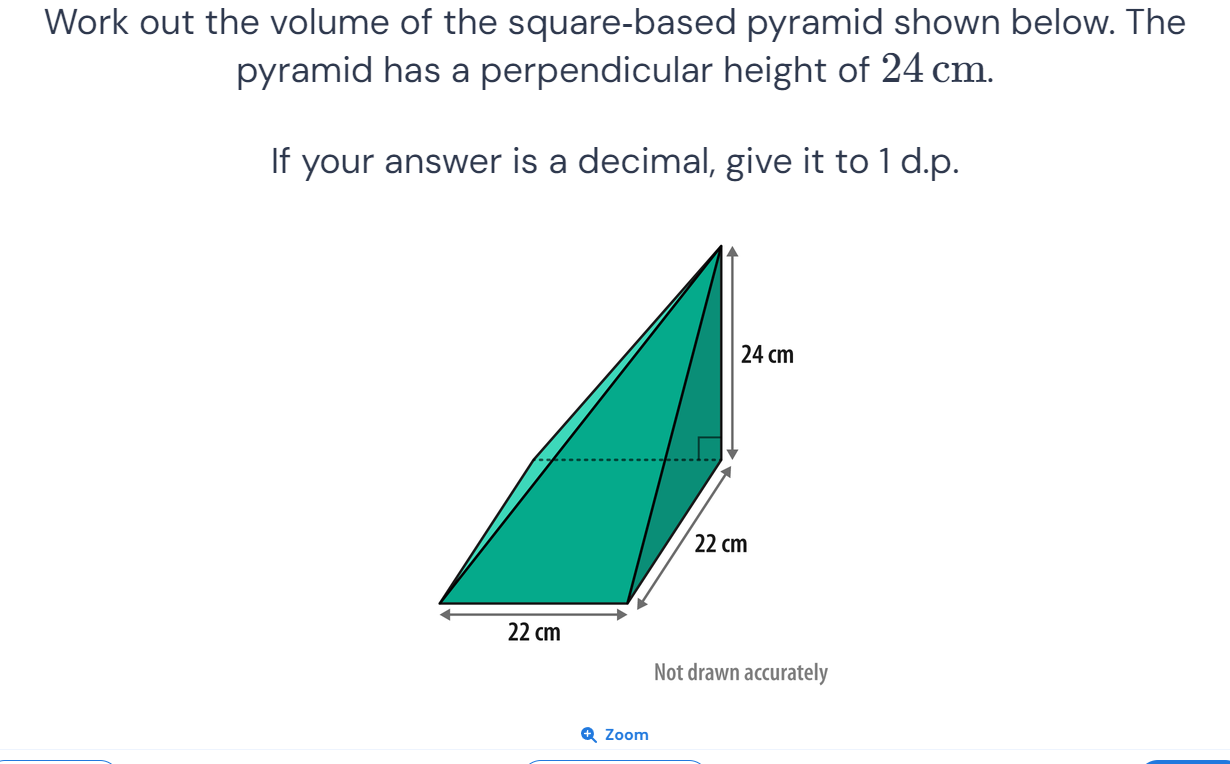 Work out the volume of the square-based pyramid shown below. The
pyramid has a perpendicular height of 24 cm.
If your answer is a decimal, give it to 1 d.p.
24 cm
22 cm
22 cm
Not drawn accurately
Zoom